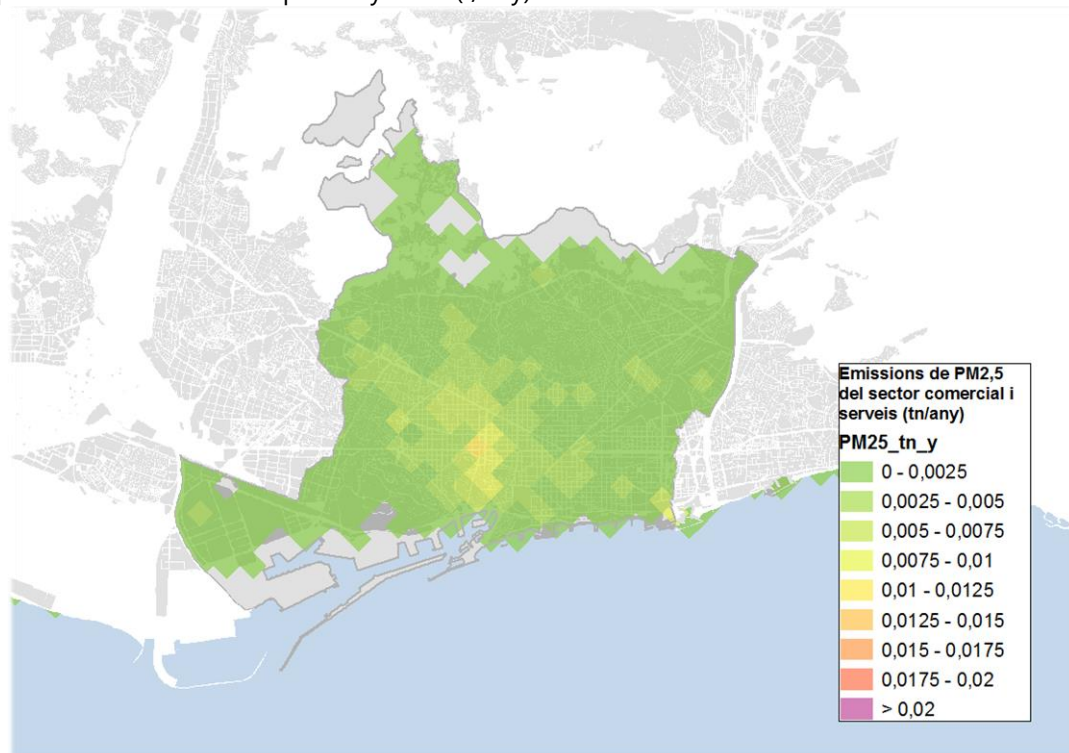 Emissions de PM2,5
del sector comercial i
serveis (tn/any)
PM25_tn_y
0 - 0,0025
0,0025 - 0,005
0,005 - 0,0075
0,0075 - 0,01
0,01 - 0,0125
0,0125 - 0,015
0,015 - 0,0175
0,0175 - 0,02
> 0,02